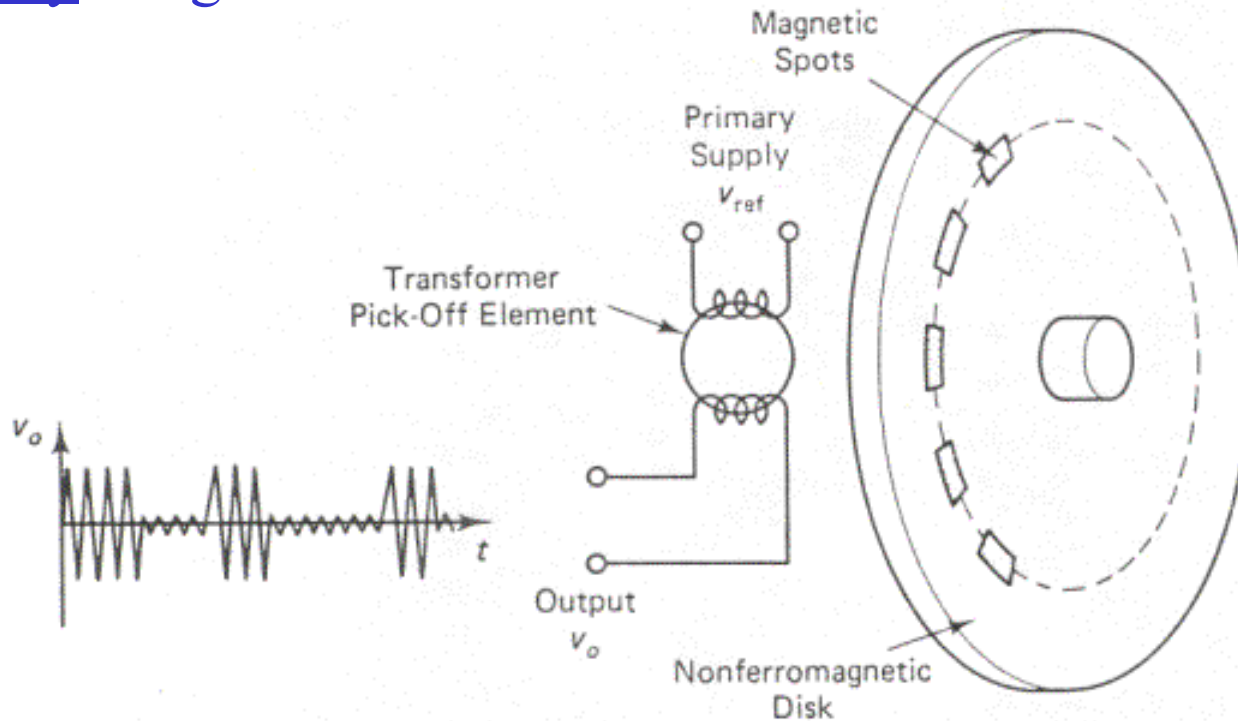 Magnetic
Spots
Primary
Supply
v_ref
Transformer
Pick-Off Element
v_o
t
Output
v_o
Nonferromagnetic
Disk